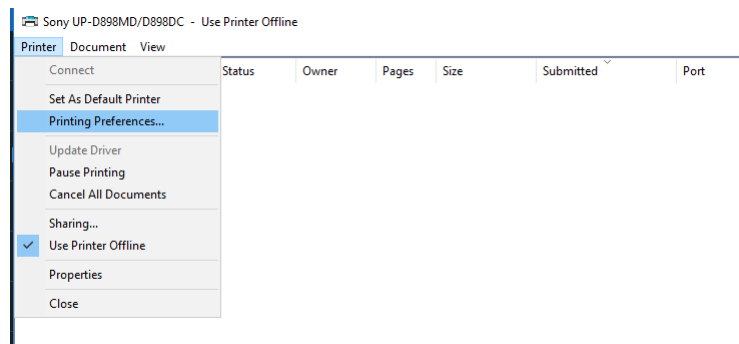 Sony UP-D898MD/D898DC - Use Printer Offline
Printer Document View
Connect
Status Owner Pages Size Submitted Port
Set As Default Printer
Printing Preferences...
Update Driver
Pause Printing
Cancel All Documents
Sharing...
Use Printer Offline
Properties
Close